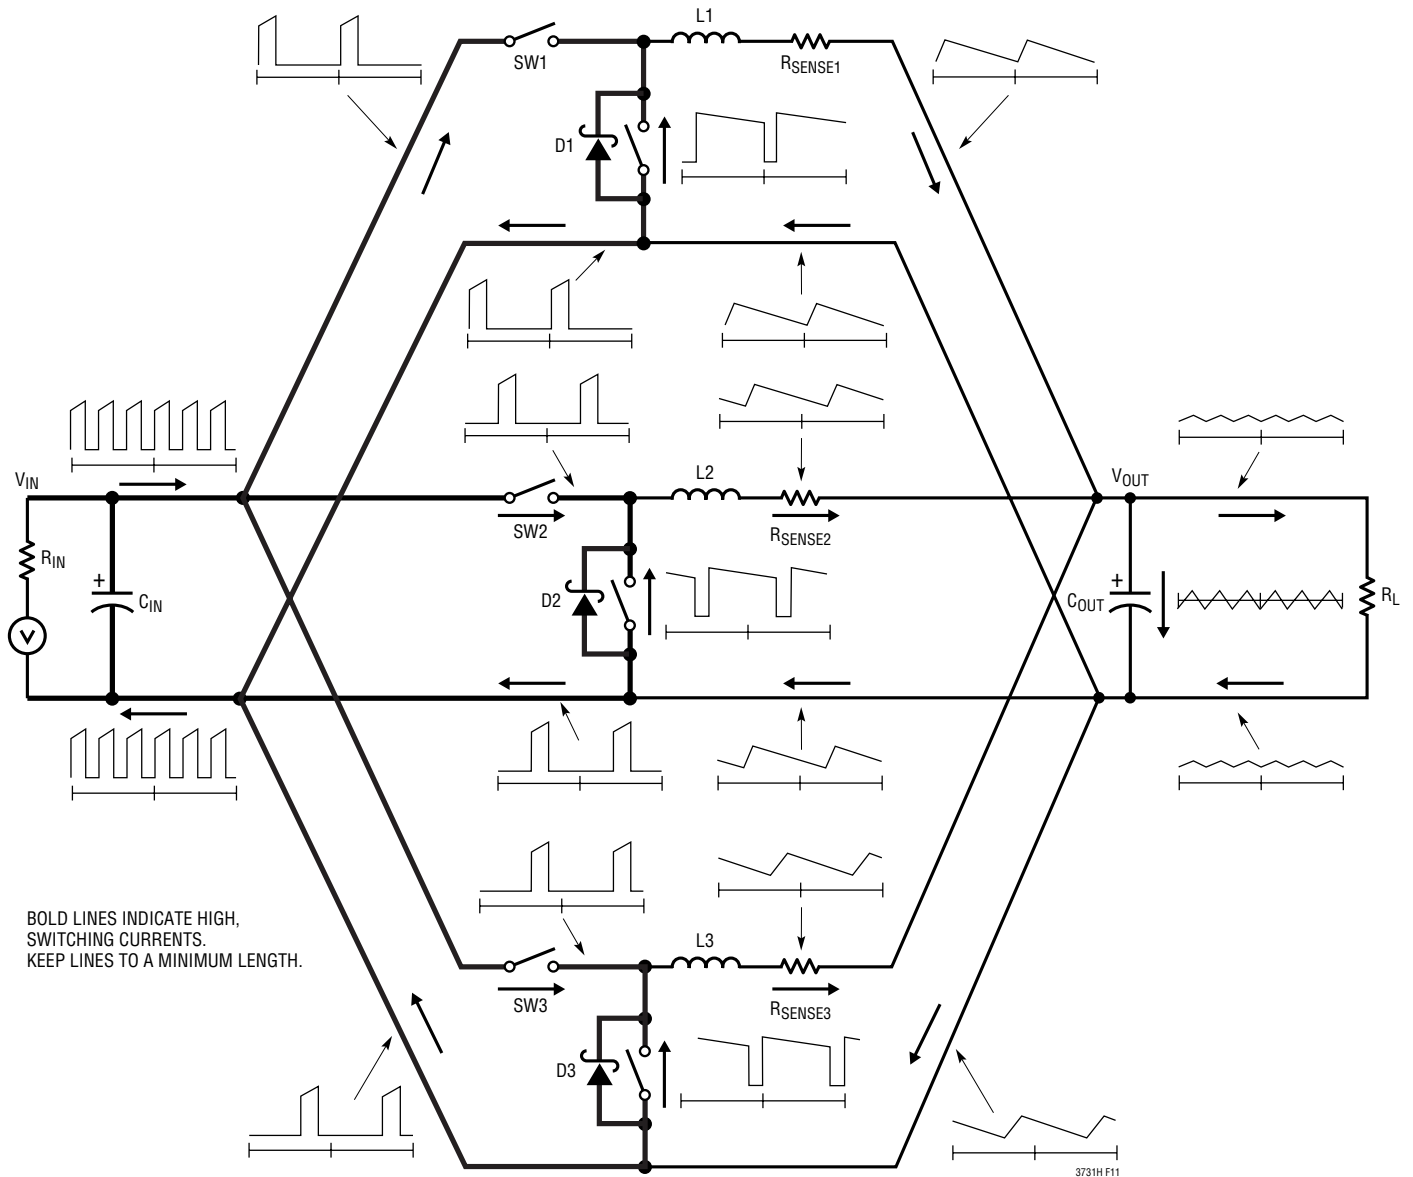 L1
SW1
RSENSE1
D1
L2
VIN
VOUT
SW2
RSENSE2
RIN
+
CIN
D2
+
COUT
RL
V
BOLD LINES INDICATE HIGH,
SWITCHING CURRENTS.
KEEP LINES TO A MINIMUM LENGTH.
L3
SW3
RSENSE3
D3
3731H F11